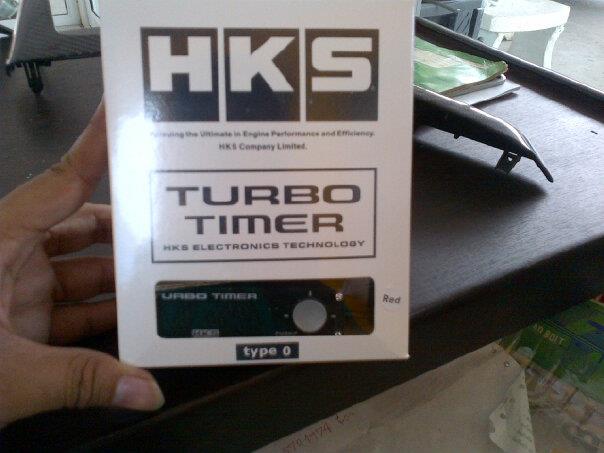 HKS
Pursuing the Ultimate in Engine Performance and Efficiency.
HKS Company Limited.
TURBO
TIMER
HKS ELECTRONICS TECHNOLOGY
URBO TIMER
Red
HKS
type 0